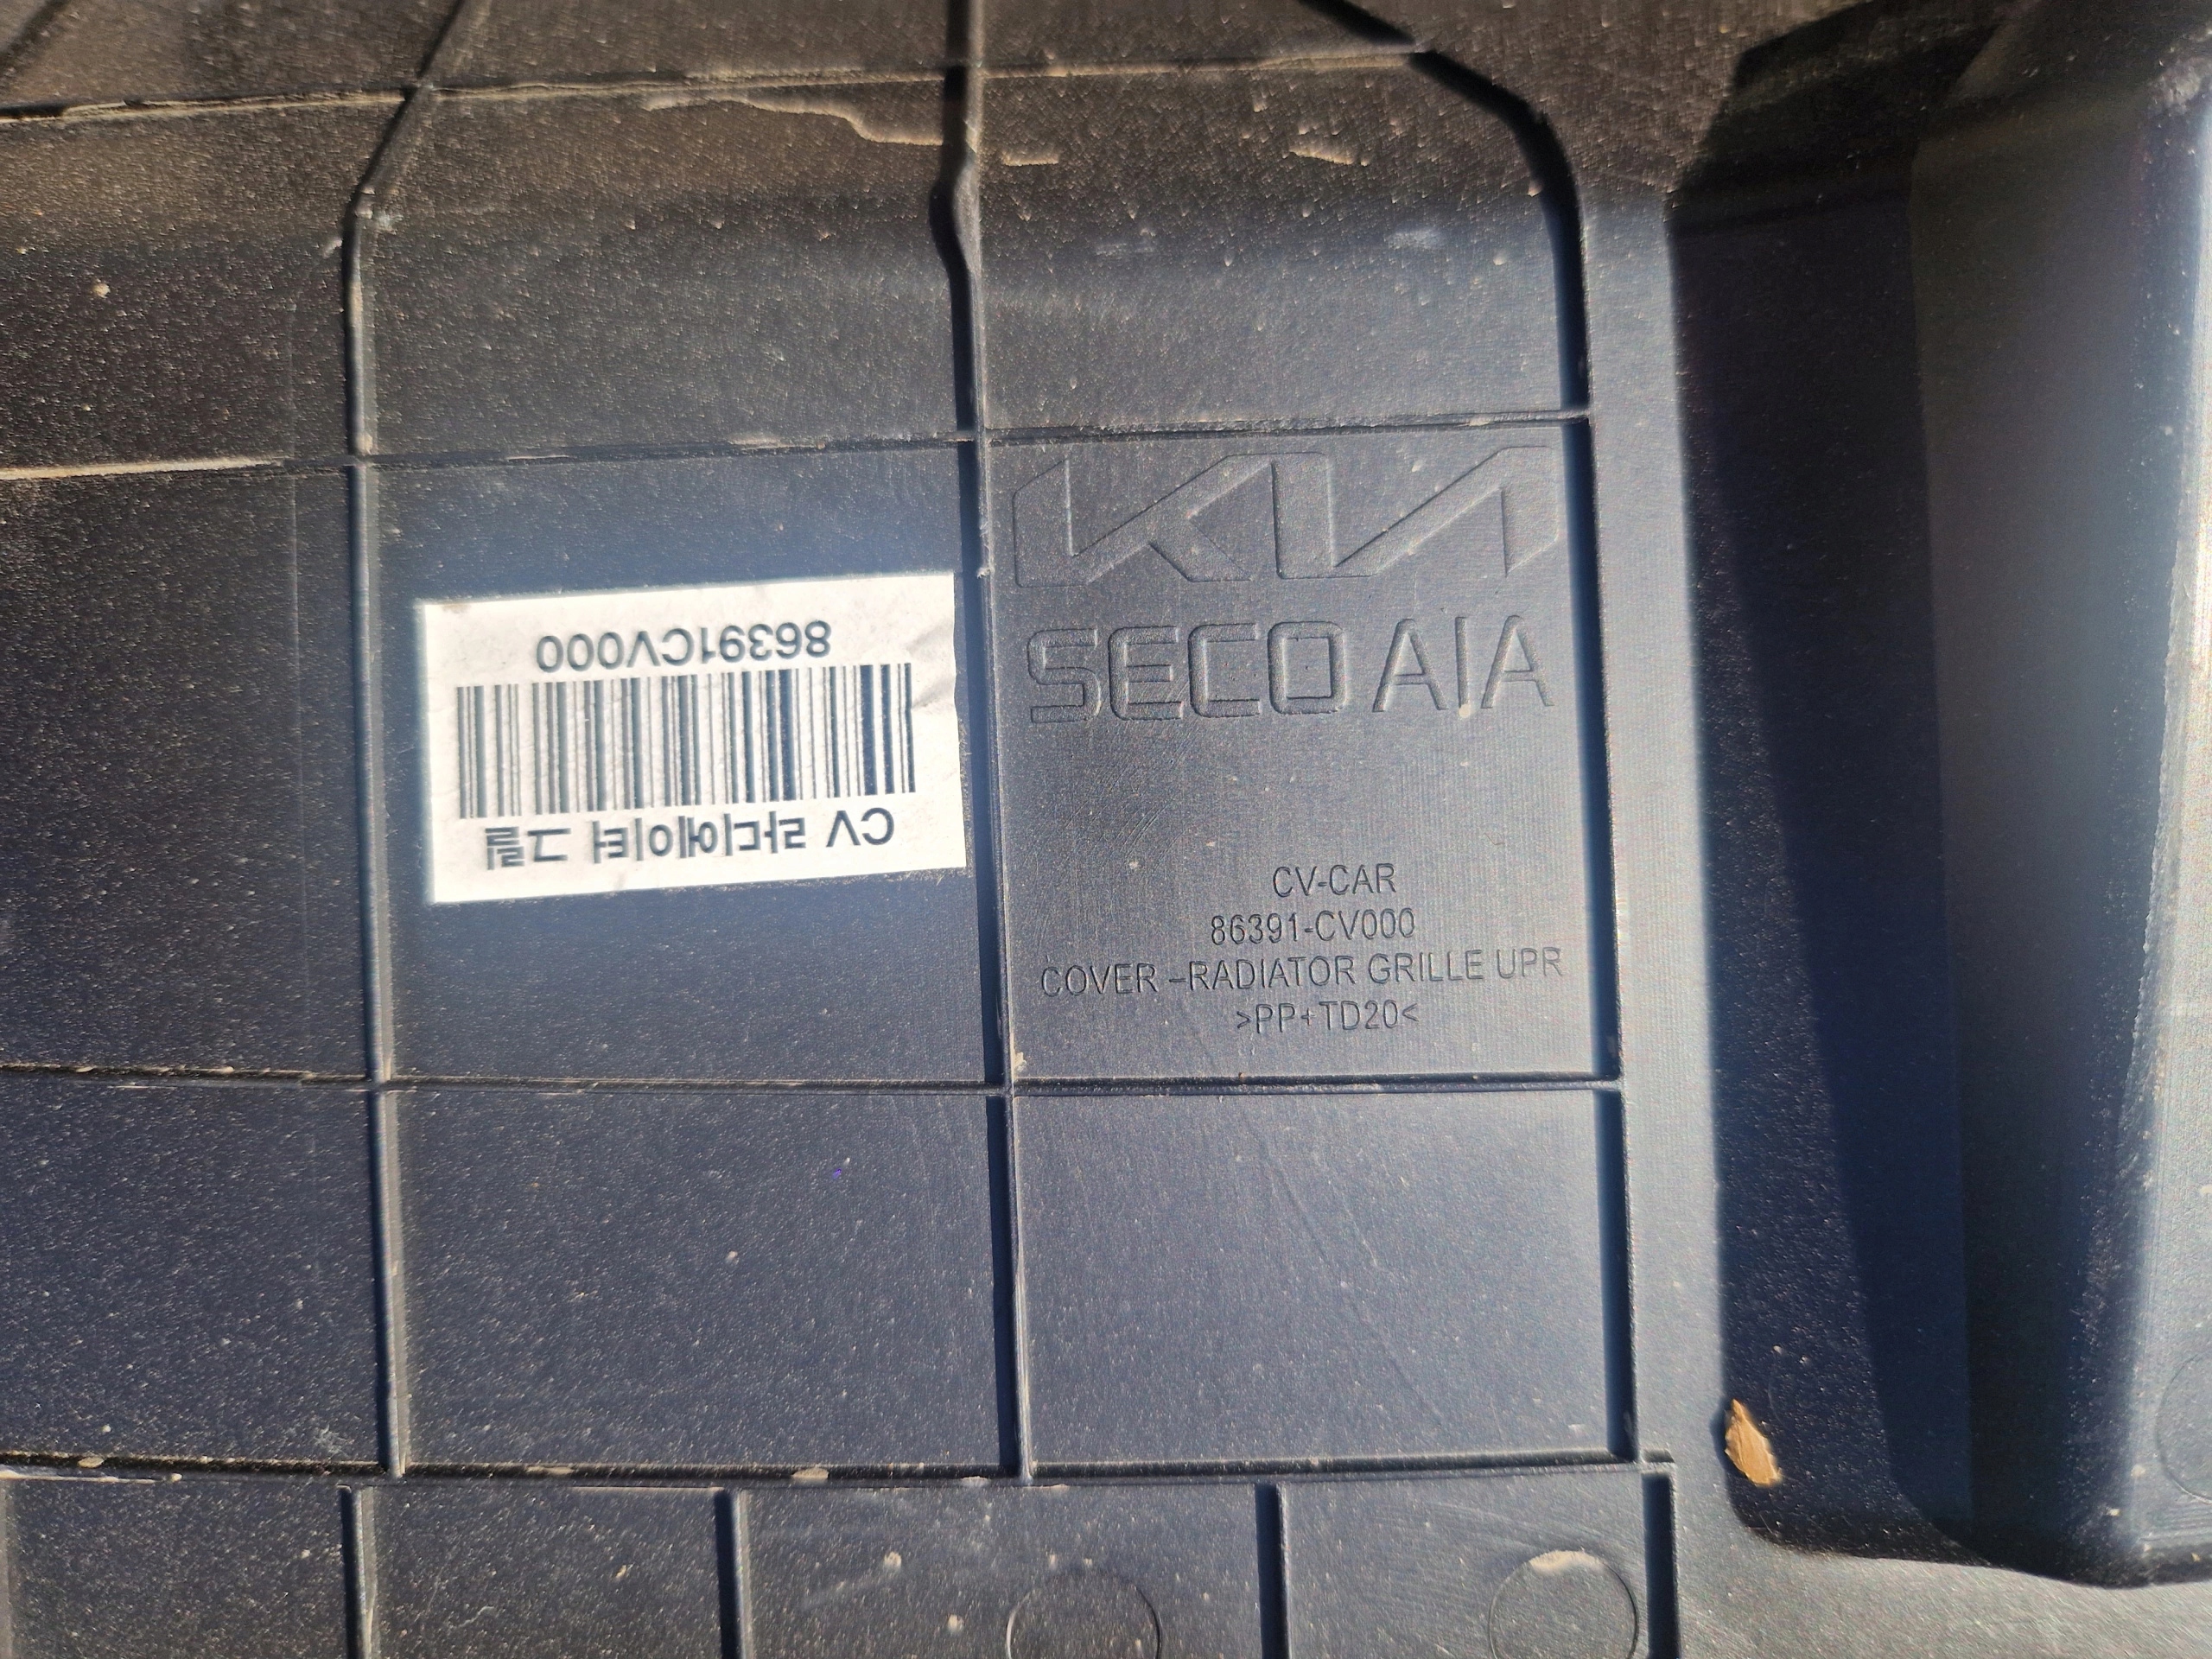 86391CV000
CV 라디에이터 그릴
KIA
SECO AIA
CV-CAR
86391-CV000
COVER -RADIATOR GRILLE UPR
>PP+TD20<